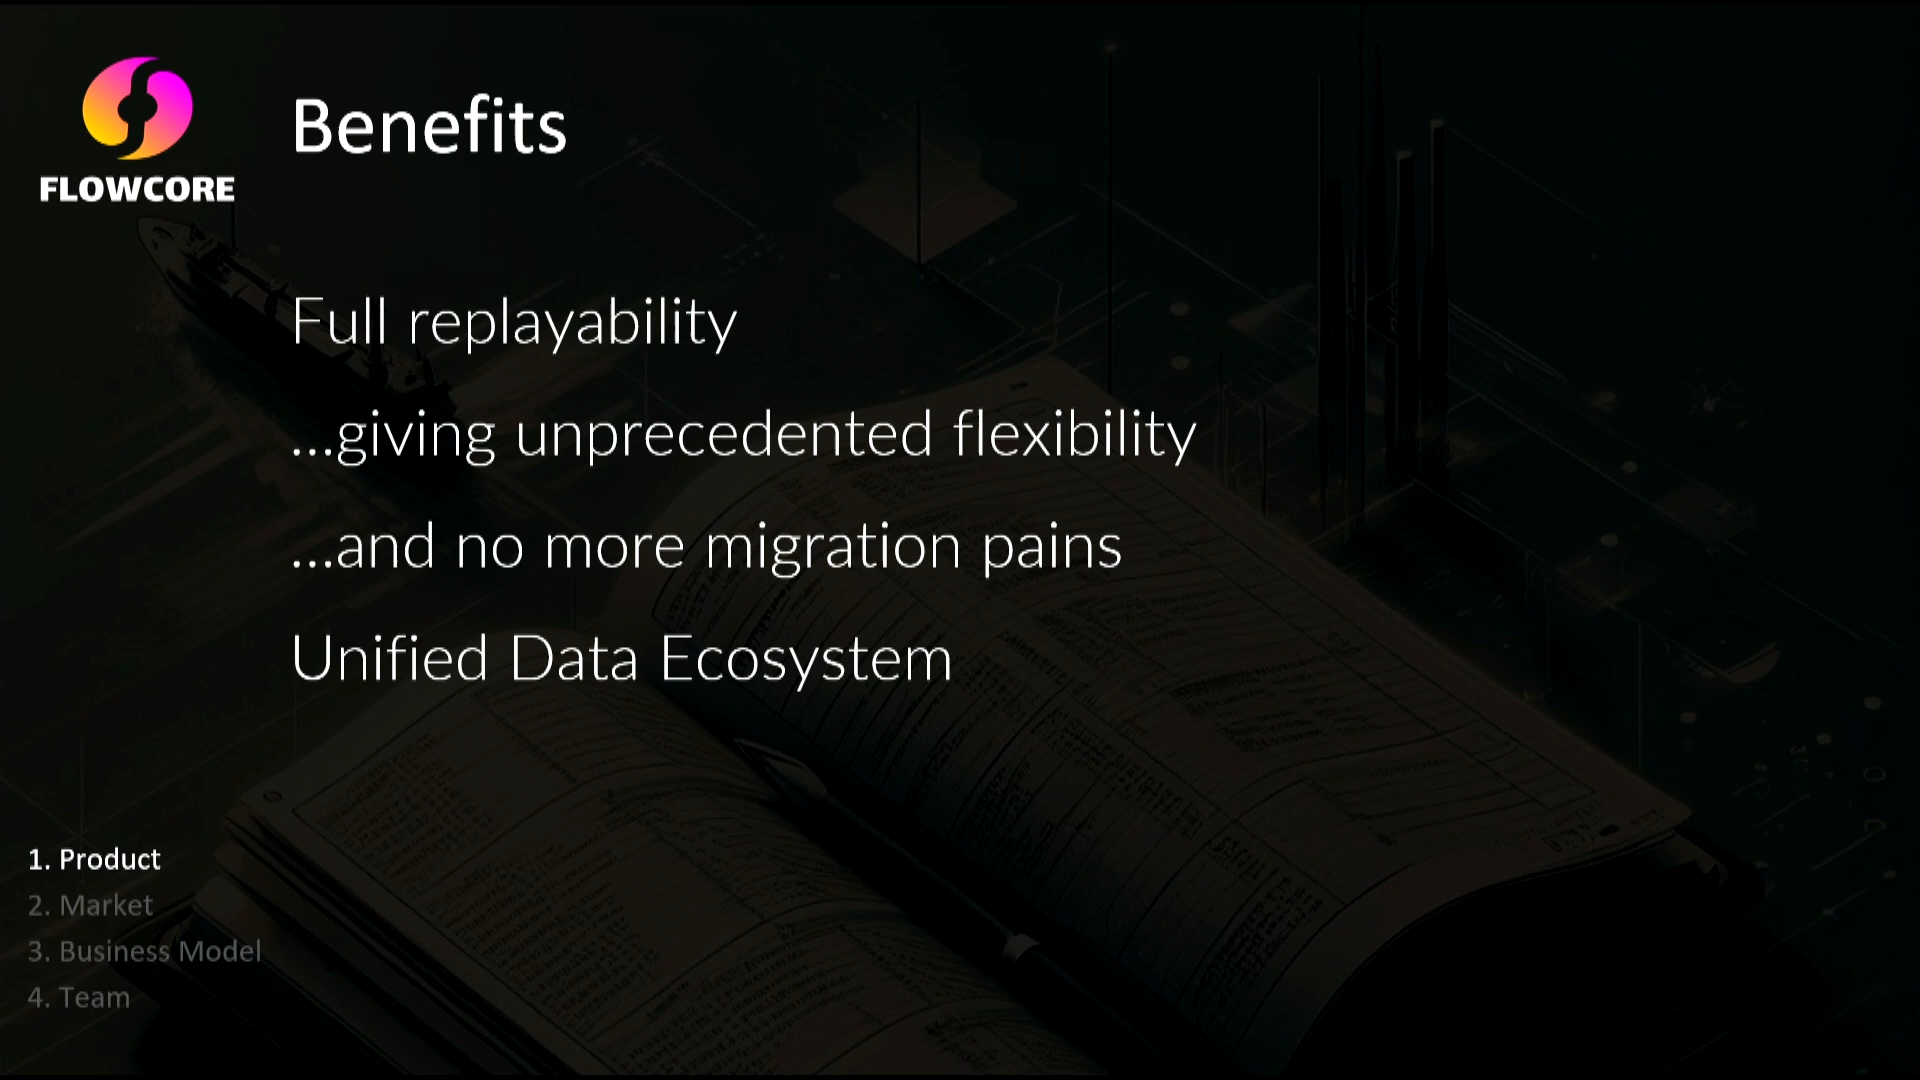 FLOWCORE
Benefits
Full replayability
...giving unprecedented flexibility
...and no more migration pains
Unified Data Ecosystem
1. Product
2. Market
3. Business Model
4. Team